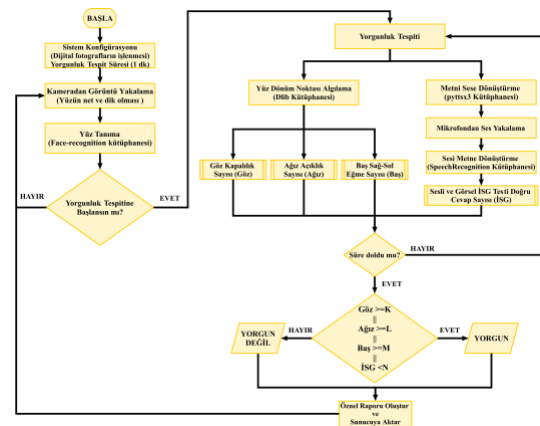 BAŞLA
Sistem Konfigürasyonu
(Dijital fotoğrafların işlenmesi)
Yorgunluk Tespit Süresi (1 dk)
Kameradan Görüntü Yakalama
(Yüzün net ve dik olması )
Yüz Tanıma
(Face-recognition kütüphanesi)
HAYIR
Yorgunluk Tespitine
Başlansın mı?
EVET
Yorgunluk Tespiti
Yüz Dönüm Noktası Algılama
(Dlib Kütüphanesi)
Göz Kapalılık
Sayısı (Göz)
Ağız Açıklık
Sayısı (Ağız)
Baş Sağ-Sol
Eğme Sayısı (Baş)
Metni Sese Dönüştürme
(pyttsx3 Kütüphanesi)
Mikrofondan Ses Yakalama
Sesi Metne Dönüştürme
(SpeechRecognition Kütüphanesi)
Sesli ve Görsel İSG Testi Doğru
Cevap Sayısı (İSG)
Süre doldu mu?
HAYIR
EVET
Göz >=K
||
Ağız >=L
||
Baş >=M
||
İSG <N
HAYIR
YORGUN
DEĞİL
EVET
YORGUN
Öznel Raporu Oluştur
ve
Sunucuya Aktar